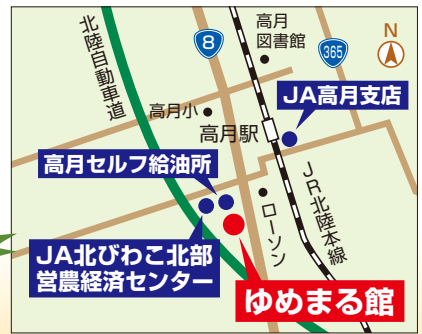 北陸自動車道
8
高月
図書館
365
N
JA高月支店
高月小
高月駅
高月セルフ給油所
JR北陸本線
ローソン
JA北びわこ北部
営農経済センター
ゆめまる館